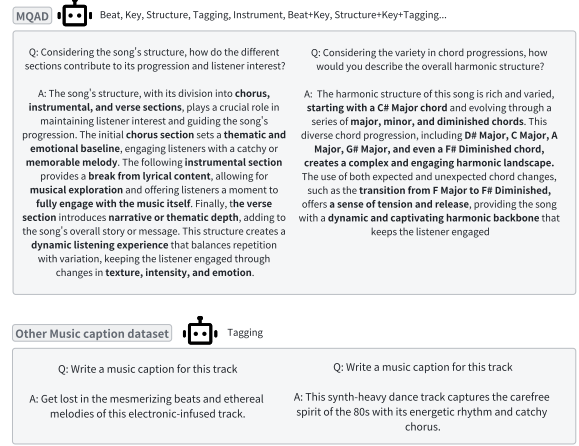 MQAD
Beat, Key, Structure, Tagging, Instrument, Beat+Key, Structure+Key+Tagging...
Q: Considering the song's structure, how do the different
sections contribute to its progression and listener interest?
A: The song's structure, with its division into chorus,
instrumental, and verse sections, plays a crucial role in
maintaining listener interest and guiding the song's
progression. The initial chorus section sets a thematic and
emotional baseline, engaging listeners with a catchy or
memorable melody. The following instrumental section
provides a break from lyrical content, allowing for
musical exploration and offering listeners a moment to
fully engage with the music itself. Finally, the verse
section introduces narrative or thematic depth, adding to
the song's overall story or message. This structure creates a
dynamic listening experience that balances repetition
with variation, keeping the listener engaged through
changes in texture, intensity, and emotion.
Q: Considering the variety in chord progressions, how
would you describe the overall harmonic structure?
A: The harmonic structure of this song is rich and varied,
starting with a C# Major chord and evolving through a
series of major, minor, and diminished chords. This
diverse chord progression, including D# Major, C Major, A
Major, G# Major, and even a F# Diminished chord,
creates a complex and engaging harmonic landscape.
The use of both expected and unexpected chord changes,
such as the transition from F Major to F# Diminished,
offers a sense of tension and release, providing the song
with a dynamic and captivating harmonic backbone that
keeps the listener engaged
Other Music caption dataset
Tagging
Q: Write a music caption for this track
A: Get lost in the mesmerizing beats and ethereal
melodies of this electronic-infused track.
Q: Write a music caption for this track
A: This synth-heavy dance track captures the carefree
spirit of the 80s with its energetic rhythm and catchy
chorus.